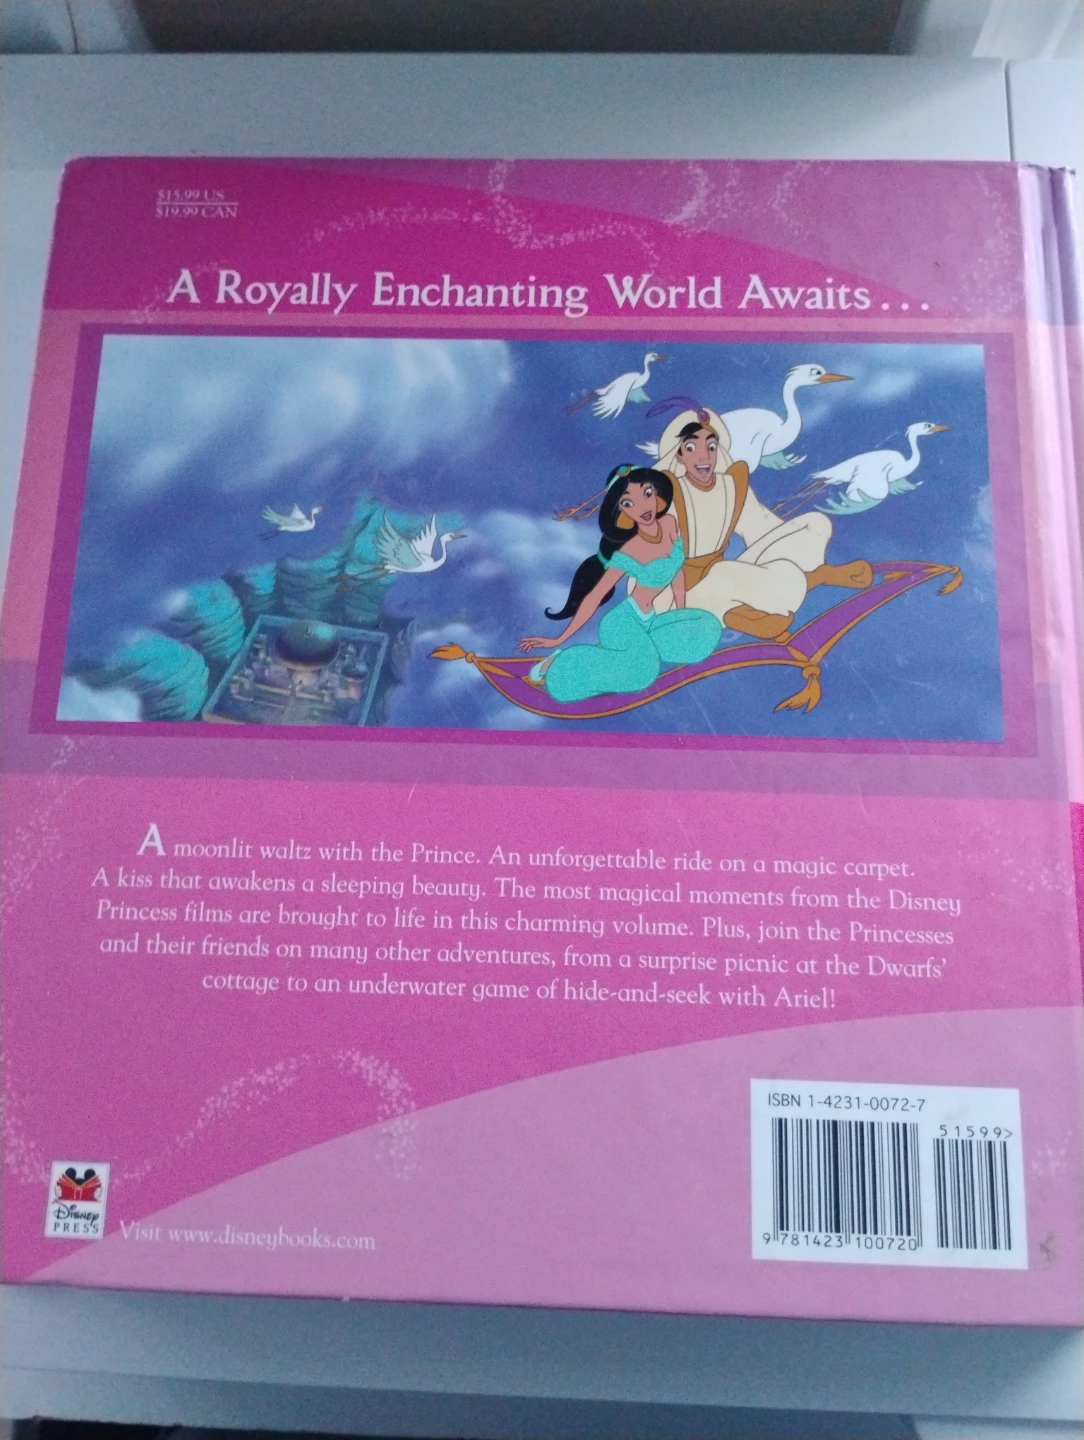 $15.99 US
$19.99 CAN
A Royally Enchanting World Awaits...
A moonlit waltz with the Prince. An unforgettable ride on a magic carpet.
A kiss that awakens a sleeping beauty. The most magical moments from the Disney
Princess films are brought to life in this charming volume. Plus, join the Princesses
and their friends on many other adventures, from a surprise picnic at the Dwarfs'
cottage to an underwater game of hide-and-seek with Ariel!
ISBN 1-4231-0072-7
51599>
9 781423 100720
Disney
PRESS
Visit www.disneybooks.com